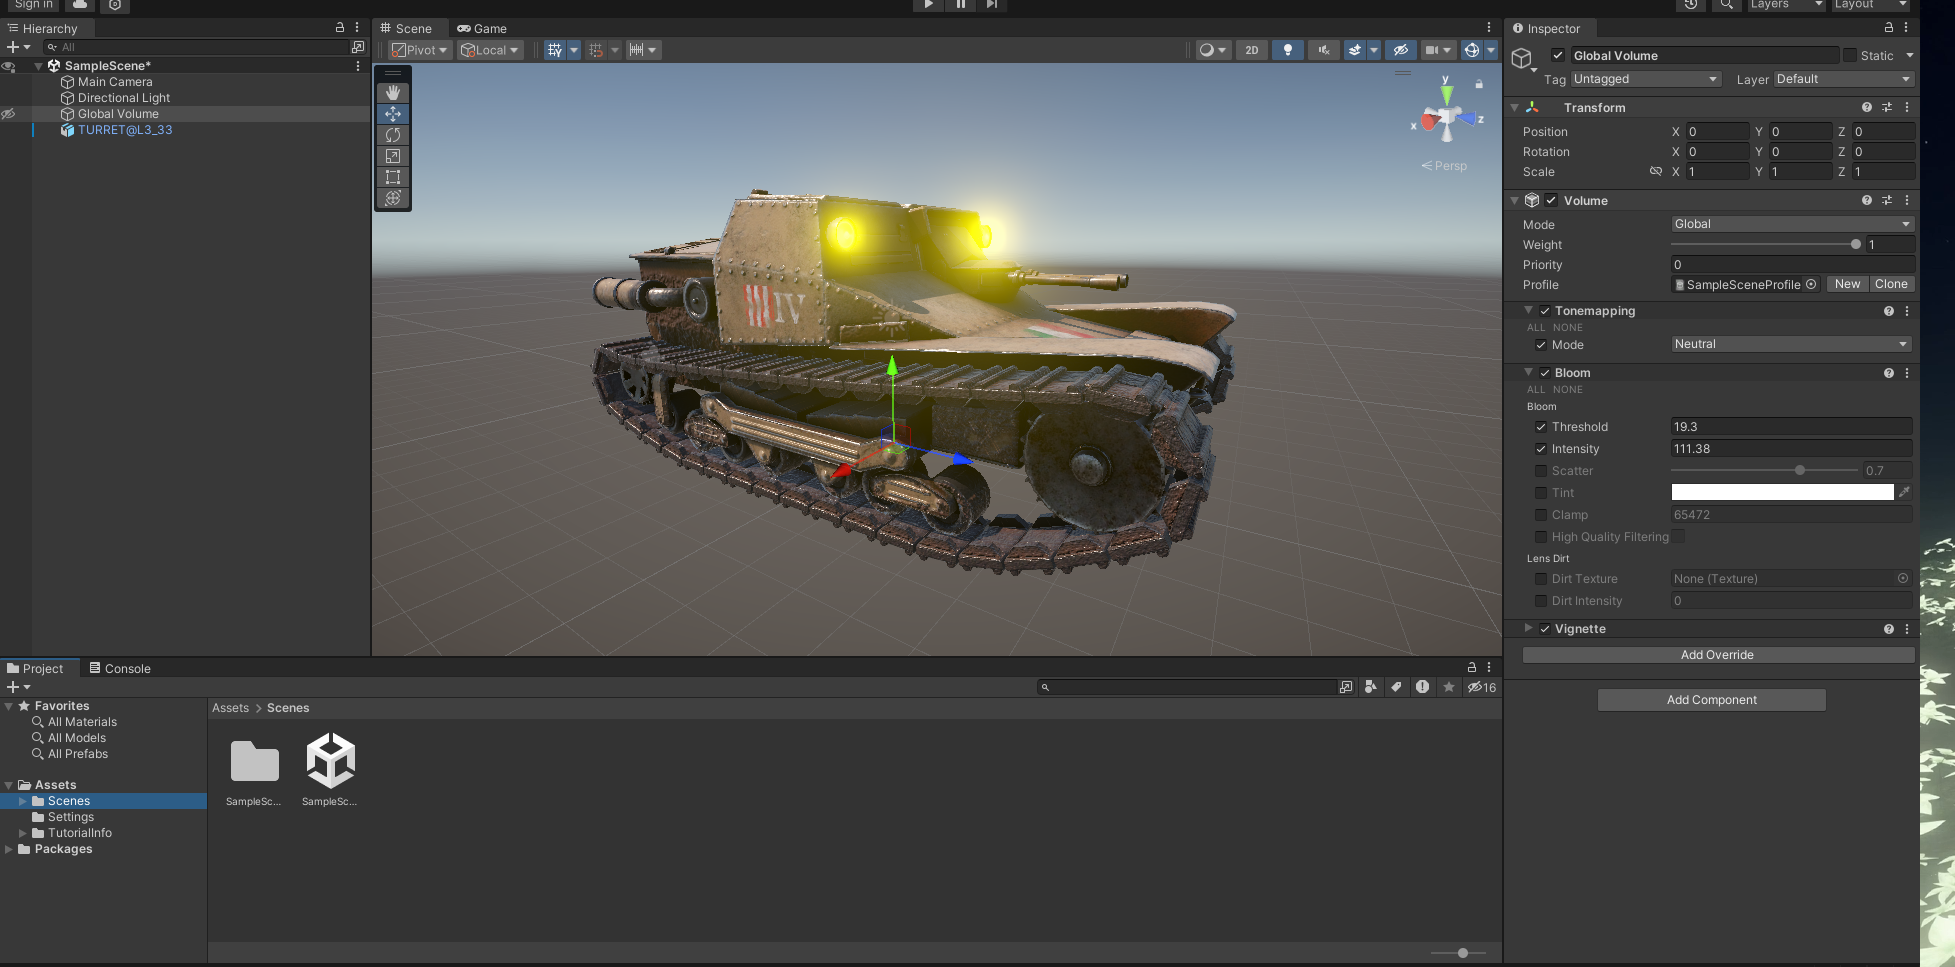 Sign in
Layers
Layout
Hierarchy
All
SampleScene*
Main Camera
Directional Light
Global Volume
TURRET@L3_33
Scene
Game
Pivot
Local
2D
y
x
z
Persp
IV
Inspector
Global Volume
Static
Tag Untagged
Layer Default
Transform
Position X 0 Y 0 Z 0
Rotation X 0 Y 0 Z 0
Scale X 1 Y 1 Z 1
Volume
Mode Global
Weight 1
Priority 0
Profile SampleSceneProfile New Clone
Tonemapping
ALL NONE
Mode Neutral
Bloom
ALL NONE
Bloom
Threshold 19.3
Intensity 111.38
Scatter 0.7
Tint
Clamp 65472
High Quality Filtering
Lens Dirt
Dirt Texture None (Texture)
Dirt Intensity 0
Vignette
Add Override
Add Component
Project
Console
16
Favorites
All Materials
All Models
All Prefabs
Assets
Scenes
Settings
TutorialInfo
Packages
Assets > Scenes
SampleSc...
SampleSc...